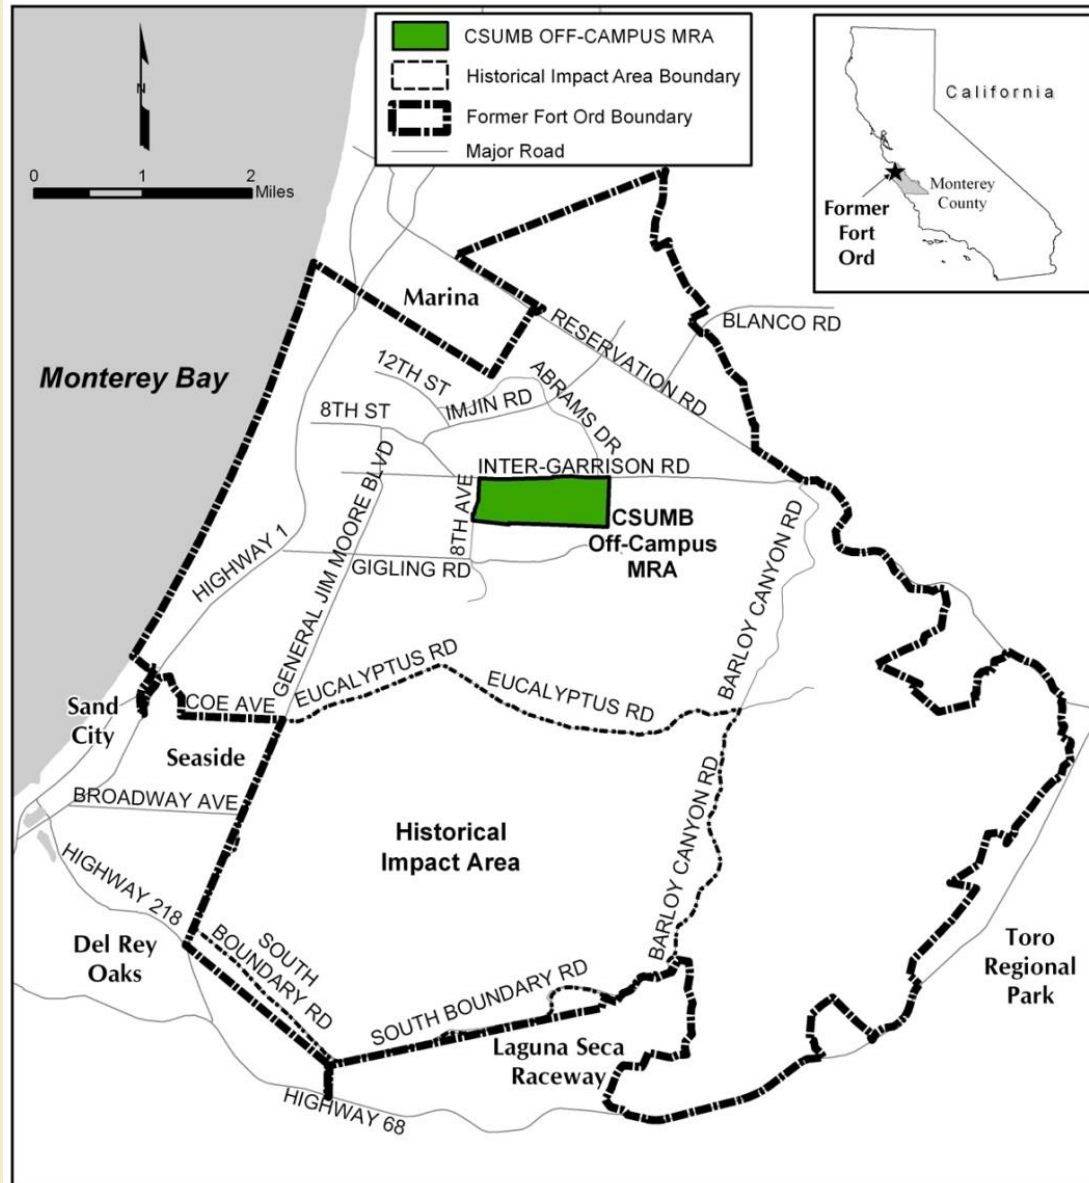 CSUMB OFF-CAMPUS MRA
Historical Impact Area Boundary
Former Fort Ord Boundary
Major Road
N
0 1 2
Miles
California
Monterey
County
Former
Fort
Ord
Marina
RESERVATION RD
BLANCO RD
Monterey Bay
12TH ST
IMJIN RD
ABRAMS DR
8TH ST
INTER-GARRISON RD
GENERAL JIM MOORE BLVD
8TH AVE
CSUMB
Off-Campus
MRA
HIGHWAY 1
GIGLING RD
BARLOY CANYON RD
EUCALYPTUS RD
EUCALYPTUS RD
COE AVE
Sand
City
Seaside
BROADWAY AVE
Historical
Impact Area
BARLOY CANYON RD
HIGHWAY 218
Del Rey
Oaks
SOUTH
BOUNDARY RD
SOUTH BOUNDARY RD
Toro
Regional
Park
Laguna Seca
Raceway
HIGHWAY 68